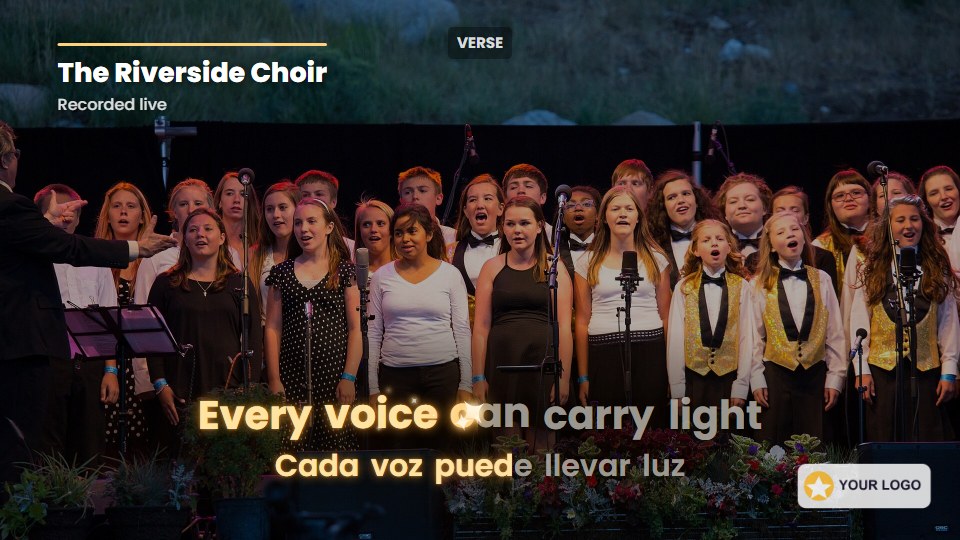 VERSE
The Riverside Choir
Recorded live
Every voice can carry light
Cada voz puede llevar luz
YOUR LOGO